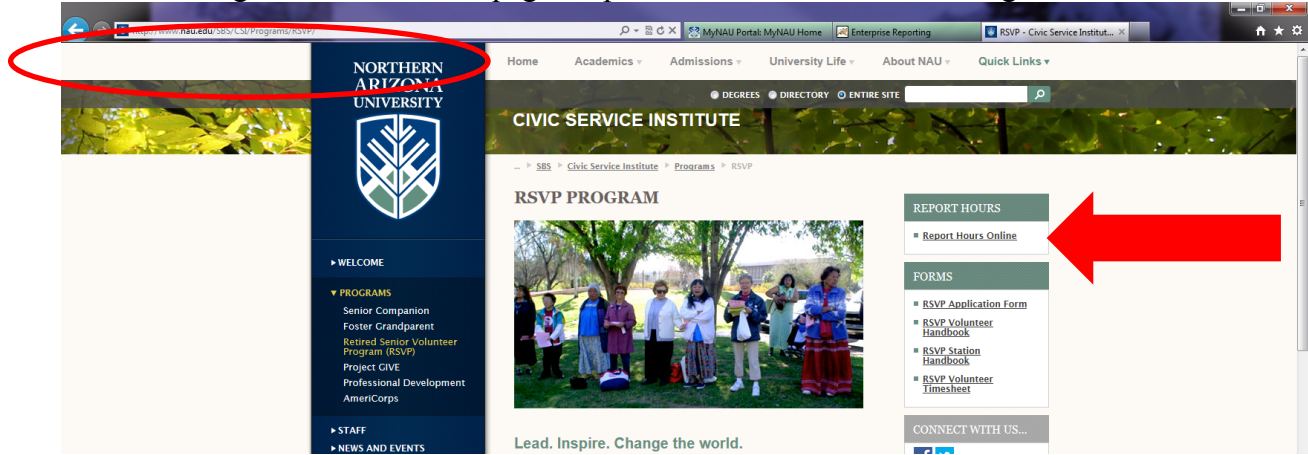 http://www.nau.edu/SBS/CSI/Programs/RSVP/
MyNAU Portal: MyNAU Home
Enterprise Reporting
RSVP - Civic Service Institut...
NORTHERN
ARIZONA
UNIVERSITY
Home Academics Admissions University Life About NAU Quick Links
DEGREES DIRECTORY ENTIRE SITE
CIVIC SERVICE INSTITUTE
... SBS Civic Service Institute Programs RSVP
RSVP PROGRAM
WELCOME
PROGRAMS
Senior Companion
Foster Grandparent
Retired Senior Volunteer
Program (RSVP)
Project GIVE
Professional Development
AmeriCorps
STAFF
NEWS AND EVENTS
Lead. Inspire. Change the world.
REPORT HOURS
Report Hours Online
FORMS
RSVP Application Form
RSVP Volunteer
Handbook
RSVP Station
Handbook
RSVP Volunteer
Timesheet
CONNECT WITH US...